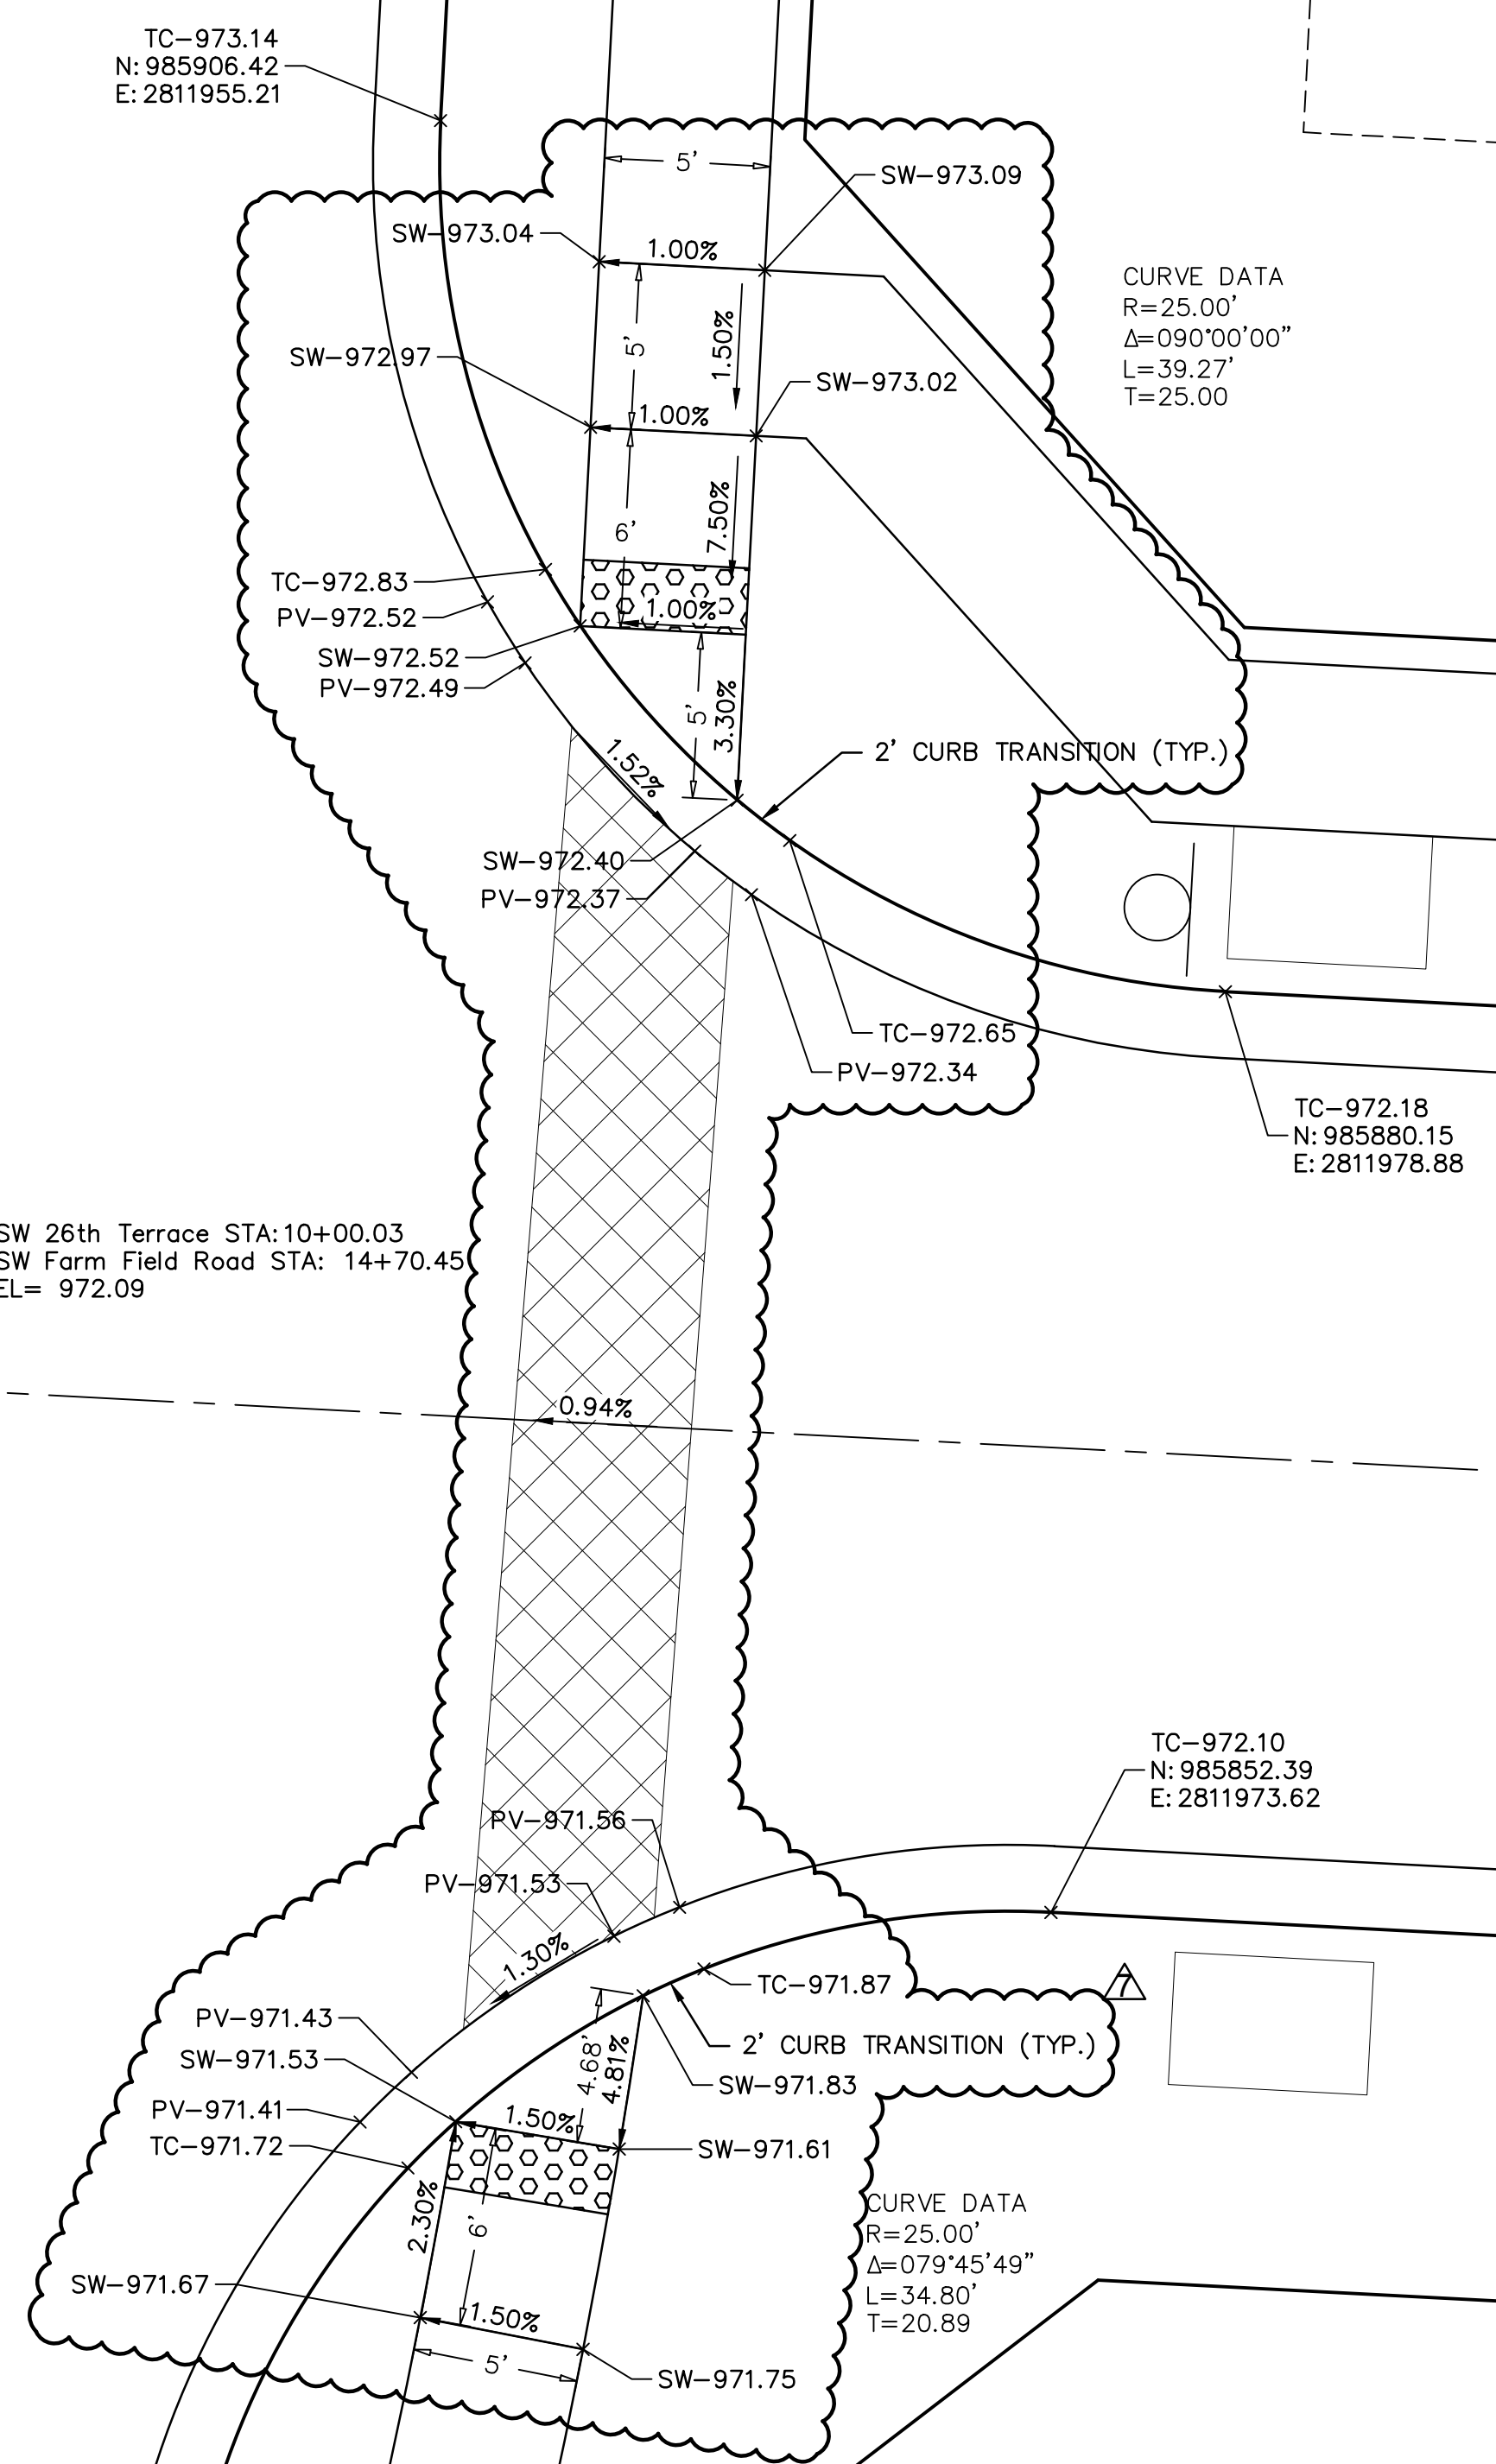 TC-973.14
N: 985906.42
E: 2811955.21
5'
SW-973.09
SW-973.04
1.00%
CURVE DATA
R=25.00'
Δ=090°00'00"
L=39.27'
T=25.00
5'
1.50%
SW-972.97
SW-973.02
1.00%
6'
7.50%
TC-972.83
PV-972.52
1.00%
SW-972.52
PV-972.49
5'
3.30%
1.52%
2' CURB TRANSITION (TYP.)
SW-972.40
PV-972.37
TC-972.65
PV-972.34
TC-972.18
N: 985880.15
E: 2811978.88
SW 26th Terrace STA: 10+00.03
SW Farm Field Road STA: 14+70.45
EL= 972.09
0.94%
TC-972.10
N: 985852.39
E: 2811973.62
PV-971.56
PV-971.53
1.30%
7
TC-971.87
PV-971.43
2' CURB TRANSITION (TYP.)
SW-971.53
4.68'
4.81%
SW-971.83
PV-971.41
1.50%
TC-971.72
SW-971.61
2.30%
6'
CURVE DATA
R=25.00'
Δ=079°45'49"
L=34.80'
T=20.89
SW-971.67
1.50%
5'
SW-971.75